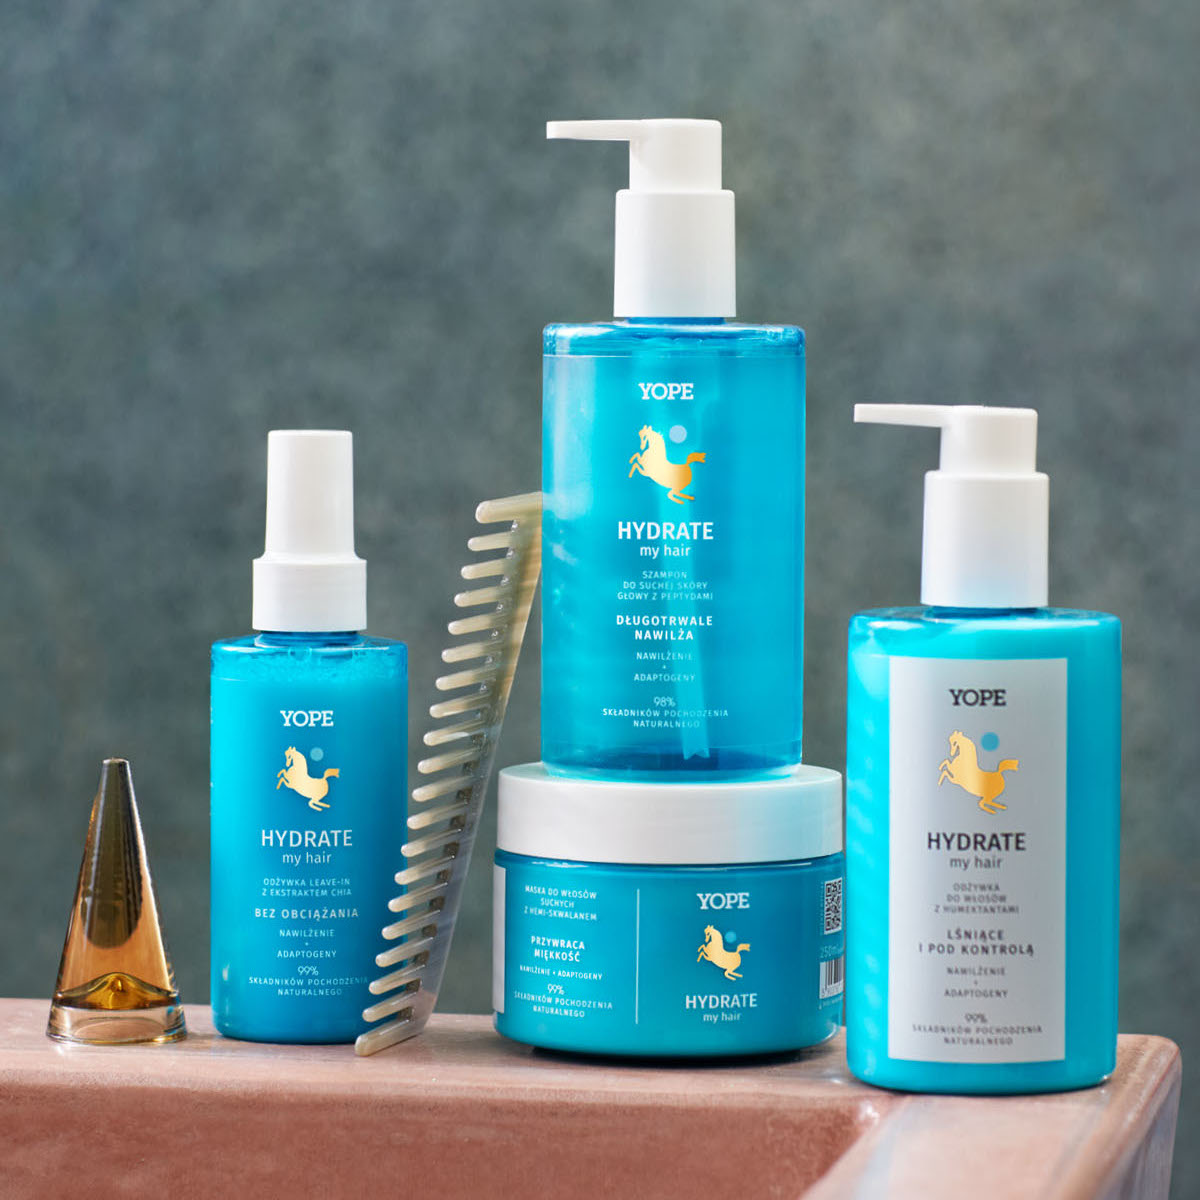 YOPE
HYDRATE
my hair
ODŻYWKA LEAVE-IN
Z EKSTRAKTEM CHIA
BEZ OBCIĄŻANIA
NAWILŻENIE
+
ADAPTOGENY
99%
SKŁADNIKÓW POCHODZENIA
NATURALNEGO
YOPE
HYDRATE
my hair
SZAMPON
DO SUCHEJ SKÓRY
GŁOWY Z PEPTYDAMI
DŁUGOTRWALE
NAWILŻA
NAWILŻENIE
+
ADAPTOGENY
98%
SKŁADNIKÓW POCHODZENIA
NATURALNEGO
MASKA DO WŁOSÓW
SUCHYCH
Z HEMI-SKWALANEM
PRZYWRACA
MIĘKKOŚĆ
NAWILŻENIE + ADAPTOGENY
99%
SKŁADNIKÓW POCHODZENIA
NATURALNEGO
YOPE
HYDRATE
my hair
250ml
YOPE
HYDRATE
my hair
ODŻYWKA
DO WŁOSÓW
Z HUMEKTANTAMI
LŚNIĄCE
I POD KONTROLĄ
NAWILŻENIE
+
ADAPTOGENY
99%
SKŁADNIKÓW POCHODZENIA
NATURALNEGO